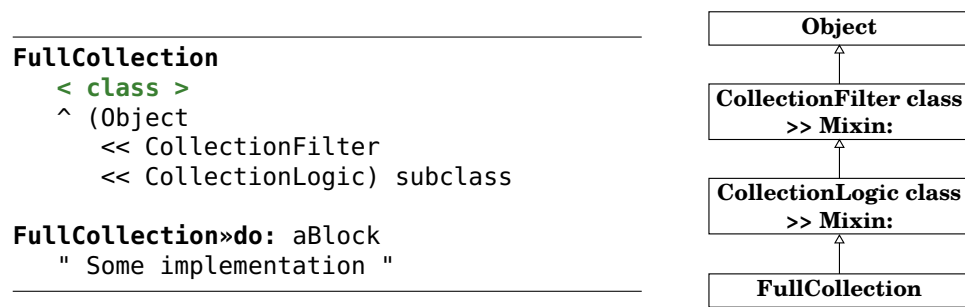 FullCollection
< class >
^ (Object
<< CollectionFilter
<< CollectionLogic) subclass
FullCollection»do: aBlock
" Some implementation "
Object
CollectionFilter class
>> Mixin:
CollectionLogic class
>> Mixin:
FullCollection